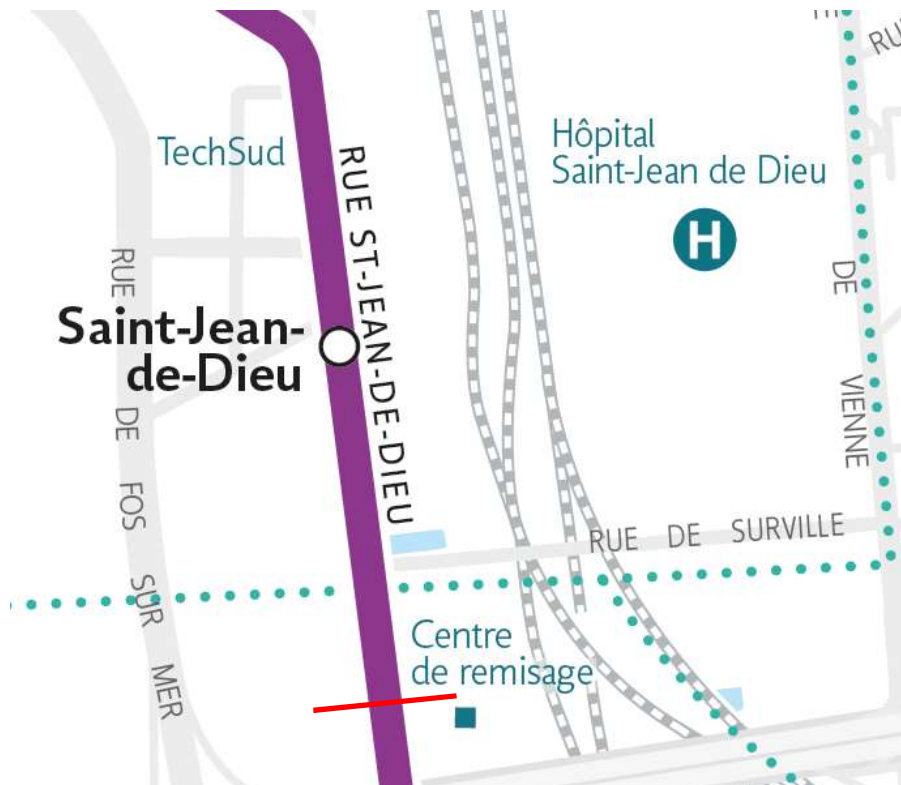 TechSud
Hôpital
Saint-Jean de Dieu
H
RUE ST-JEAN-DE-DIEU
Saint-Jean-
de-Dieu
RUE DE FOS SUR MER
DE VIENNE
RUE DE SURVILLE
Centre
de remisage